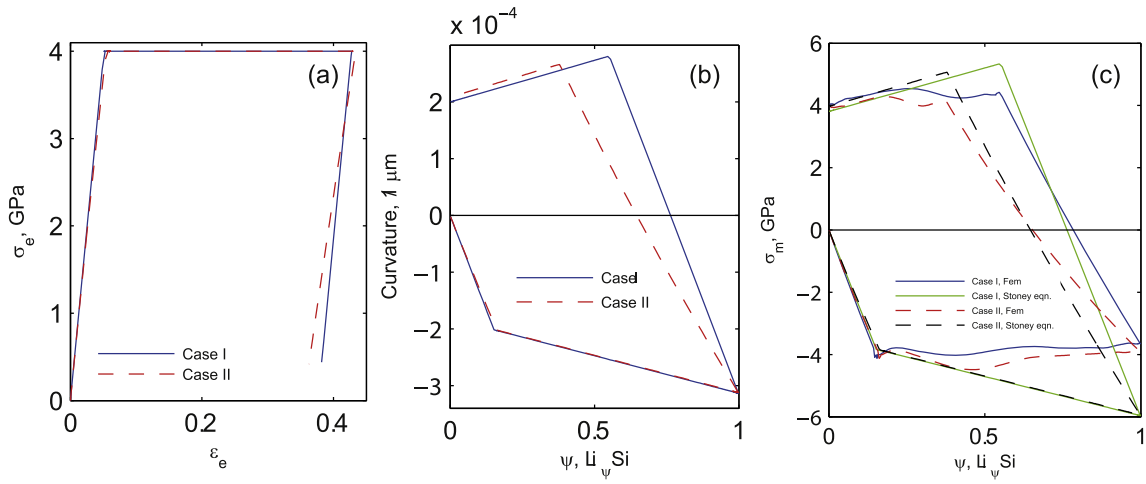 (a)
4
3
2
1
0
σe, GPa
0
0.2
0.4
εe
Case I
Case II
x 10-4
(b)
2
1
0
−1
−2
−3
Curvature, 1/ μm
0
0.5
1
ψ, LiψSi
Case I
Case II
(c)
6
4
2
0
−2
−4
−6
σm, GPa
0
0.5
1
ψ, LiψSi
Case I, Fem
Case I, Stoney eqn.
Case II, Fem
Case II, Stoney eqn.